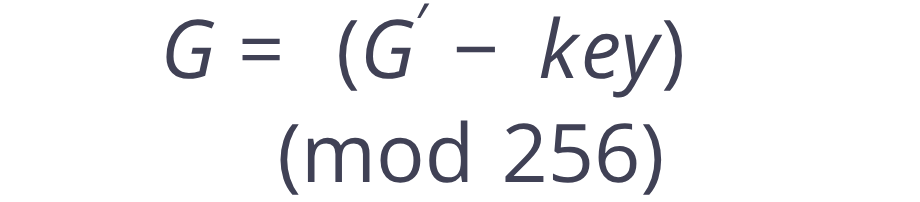 G = (G′ − key)
(mod 256)